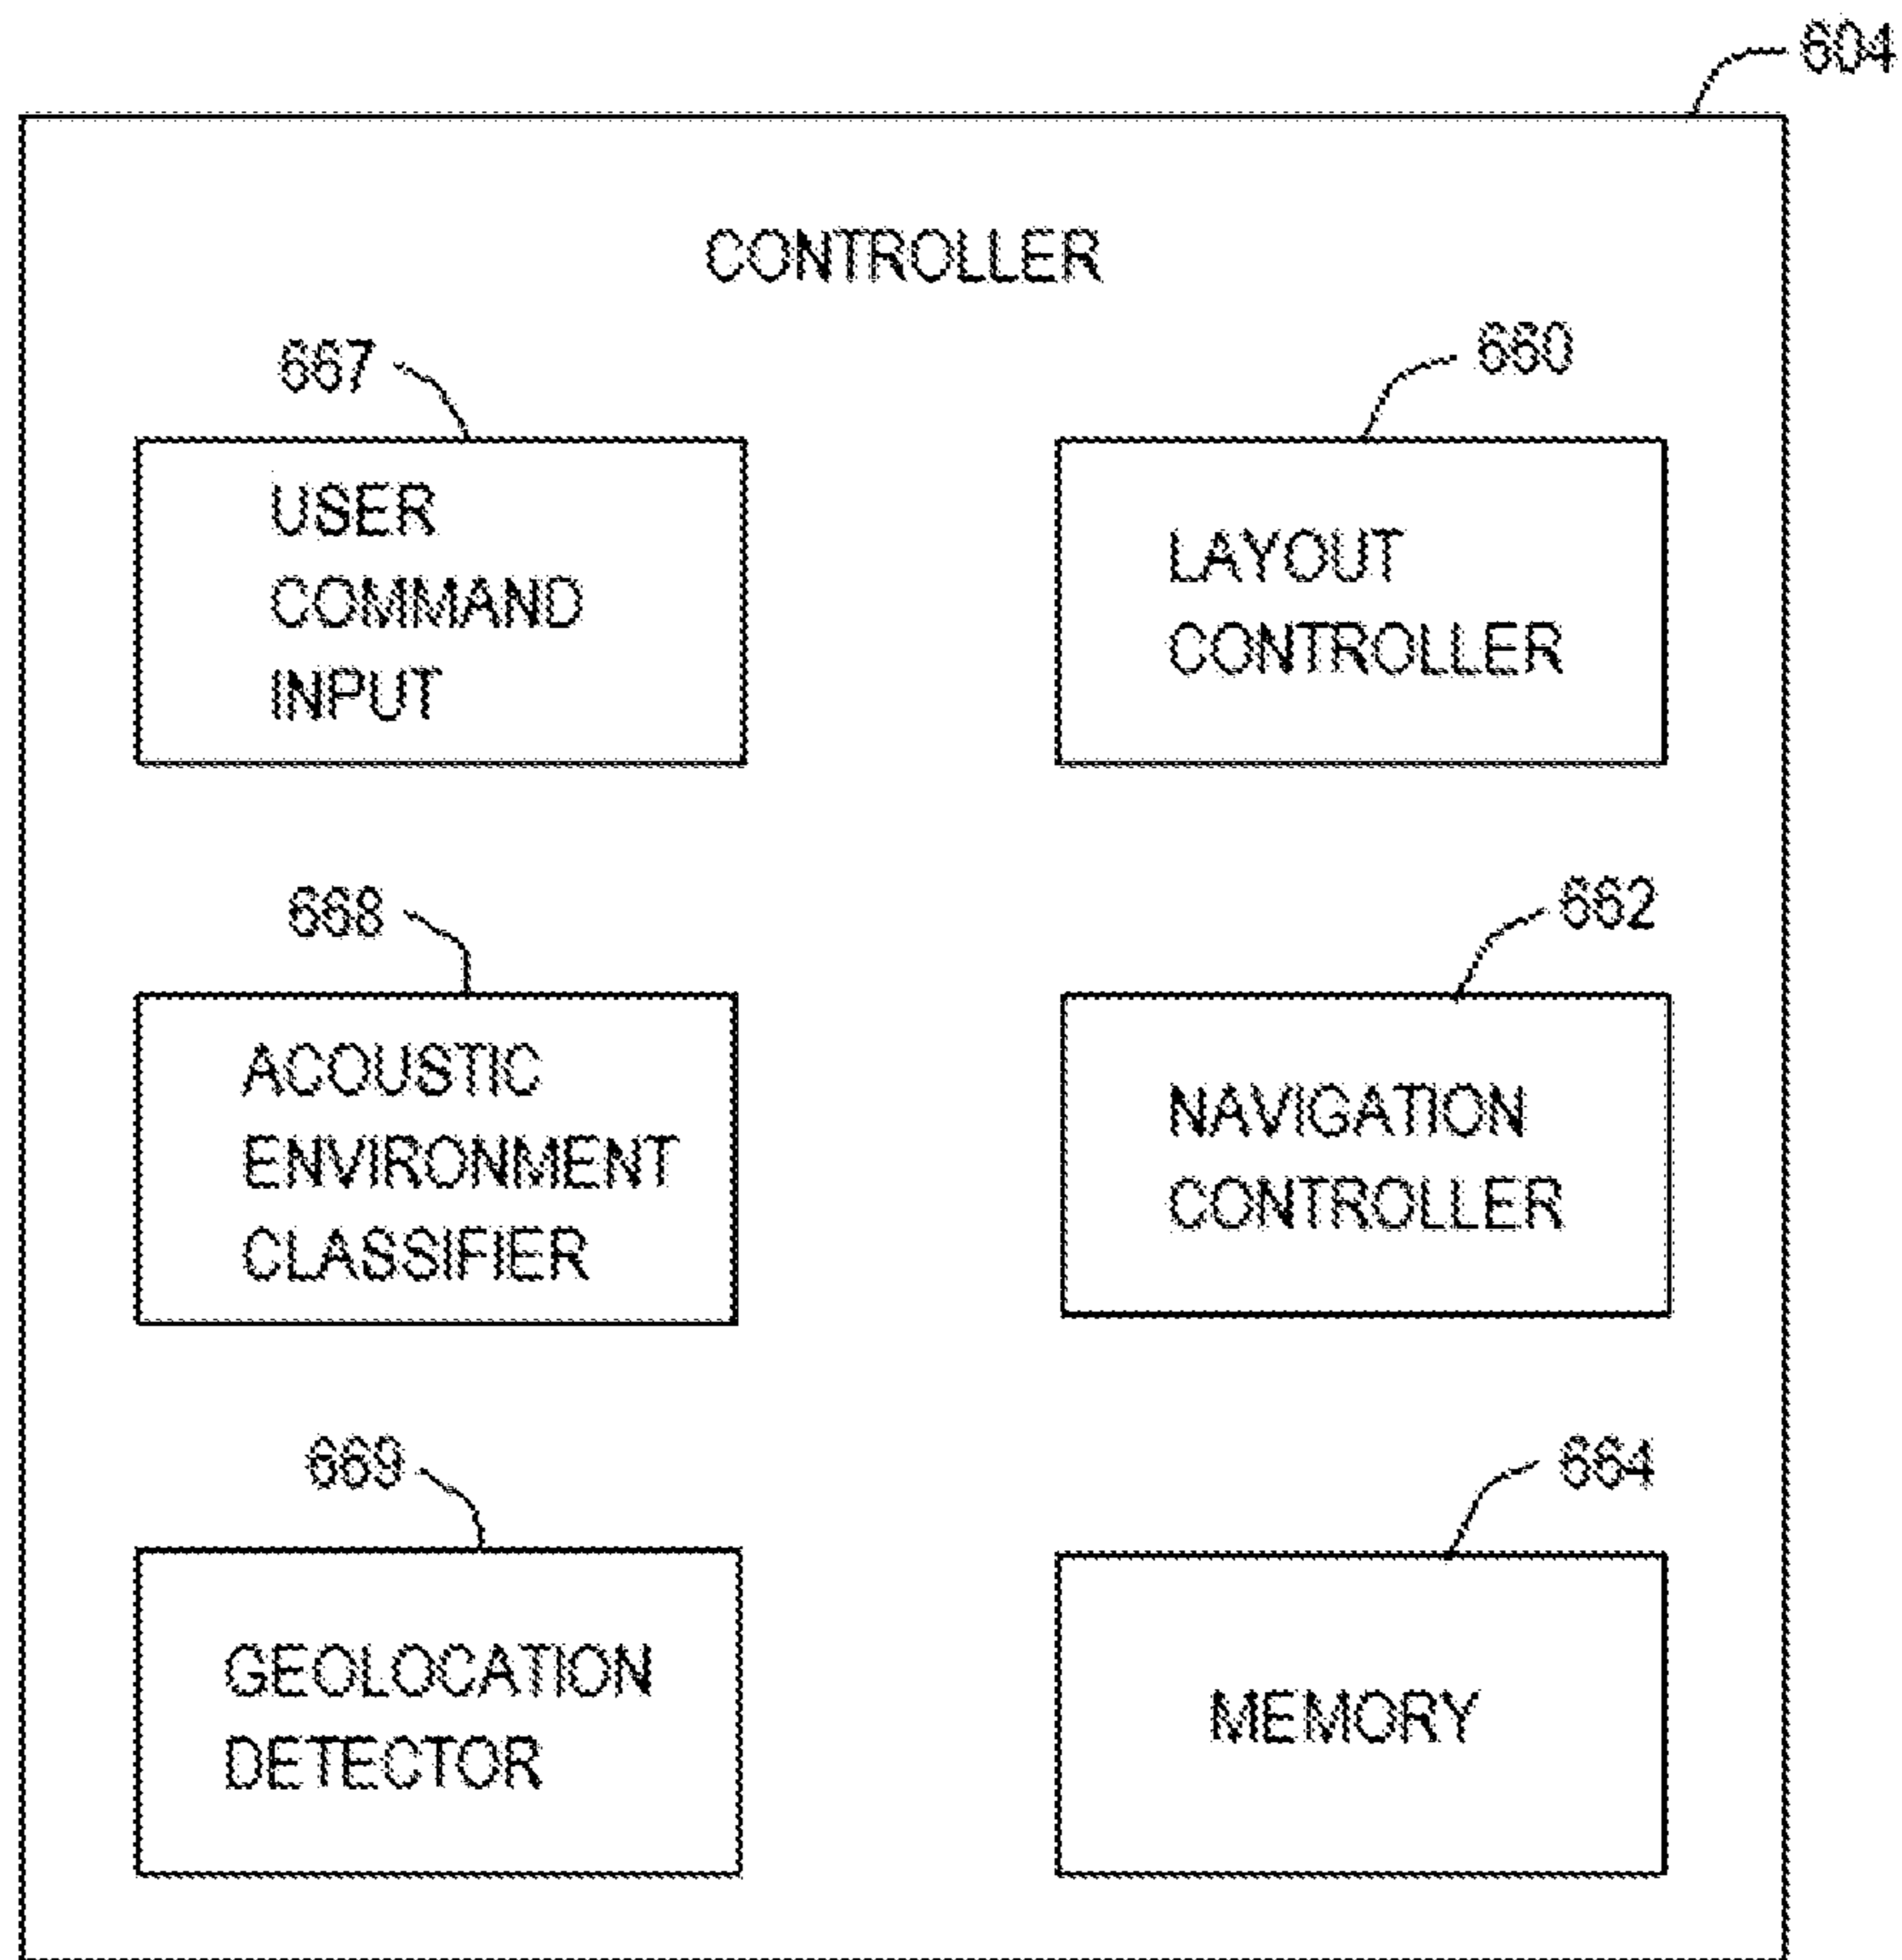 604
CONTROLLER
667
660
USER
COMMAND
INPUT
LAYOUT
CONTROLLER
668
662
ACOUSTIC
ENVIRONMENT
CLASSIFIER
NAVIGATION
CONTROLLER
669
664
GEOLOCATION
DETECTOR
MEMORY